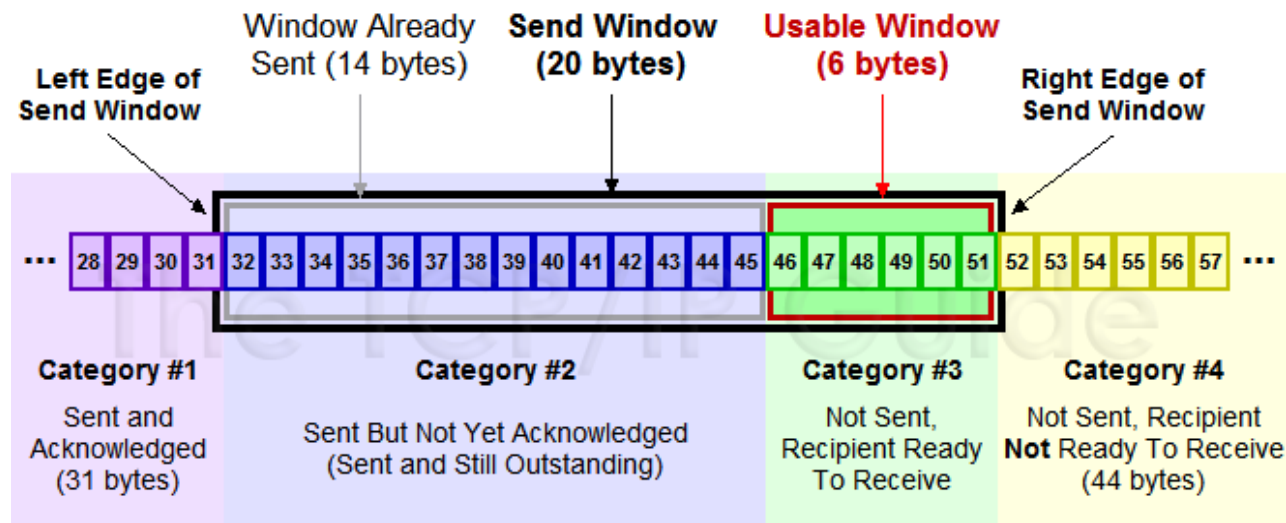 Window Already
Sent (14 bytes)
Send Window
(20 bytes)
Usable Window
(6 bytes)
Left Edge of
Send Window
Right Edge of
Send Window
... 28 29 30 31 32 33 34 35 36 37 38 39 40 41 42 43 44 45 46 47 48 49 50 51 52 53 54 55 56 57 ...
The TCP/IP Guide
Category #1
Sent and
Acknowledged
(31 bytes)
Category #2
Sent But Not Yet Acknowledged
(Sent and Still Outstanding)
Category #3
Not Sent,
Recipient Ready
To Receive
Category #4
Not Sent, Recipient
Not Ready To Receive
(44 bytes)